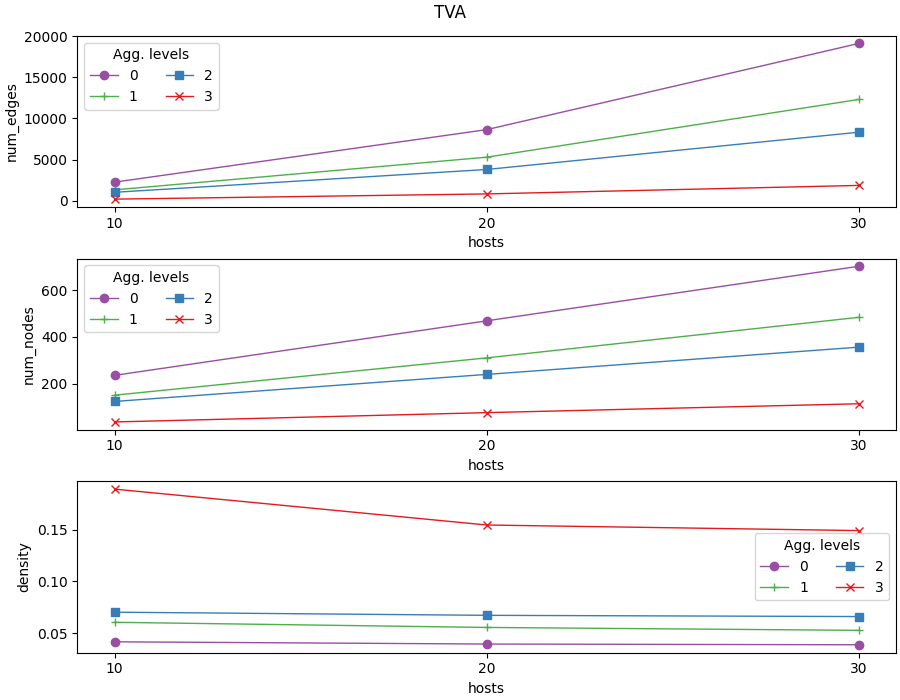 TVA
20000
15000
10000
5000
0
num_edges
Agg. levels
0 2
1 3
10 20 30
hosts
600
400
200
num_nodes
Agg. levels
0 2
1 3
10 20 30
hosts
0.15
0.10
0.05
density
Agg. levels
0 2
1 3
10 20 30
hosts